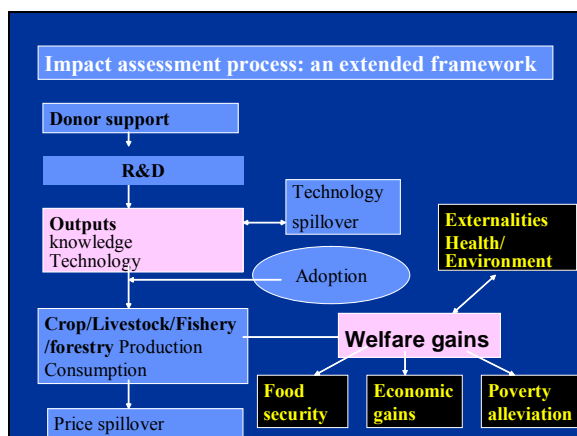 Impact assessment process: an extended framework
Donor support
R&D
Outputs
knowledge
Technology
Technology
spillover
Adoption
Externalities
Health/
Environment
Crop/Livestock/Fishery
/forestry Production
Consumption
Welfare gains
Food
security
Economic
gains
Poverty
alleviation
Price spillover